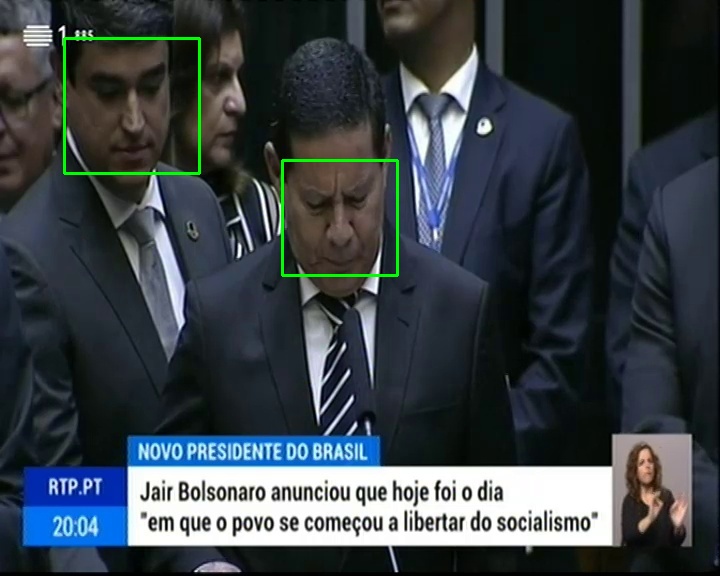 1 885
NOVO PRESIDENTE DO BRASIL
RTP.PT
Jair Bolsonaro anunciou que hoje foi o dia
20:04
"em que o povo se começou a libertar do socialismo"